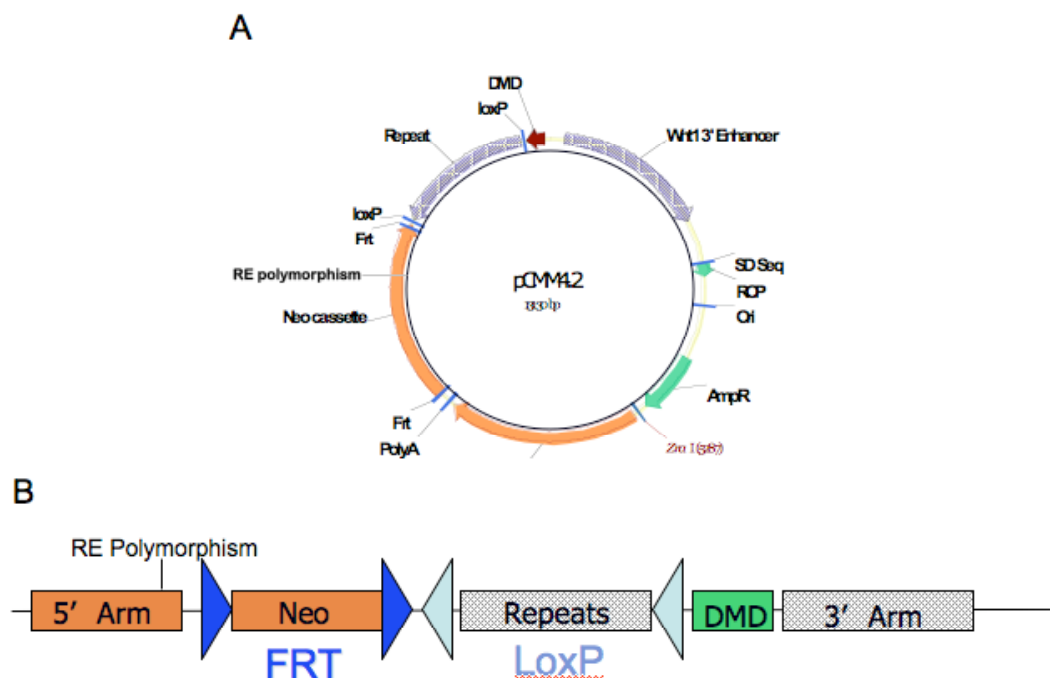 A
DMD
loxP
Repeat
Wnt1 3' Enhancer
loxP
Frt
SD Seq
RE polymorphism
pCMM4.2
ROP
Ori
Neo cassette
AmpR
Frt
PolyA
B
RE Polymorphism
5' Arm
Neo
Repeats
DMD
3' Arm
FRT
LoxP